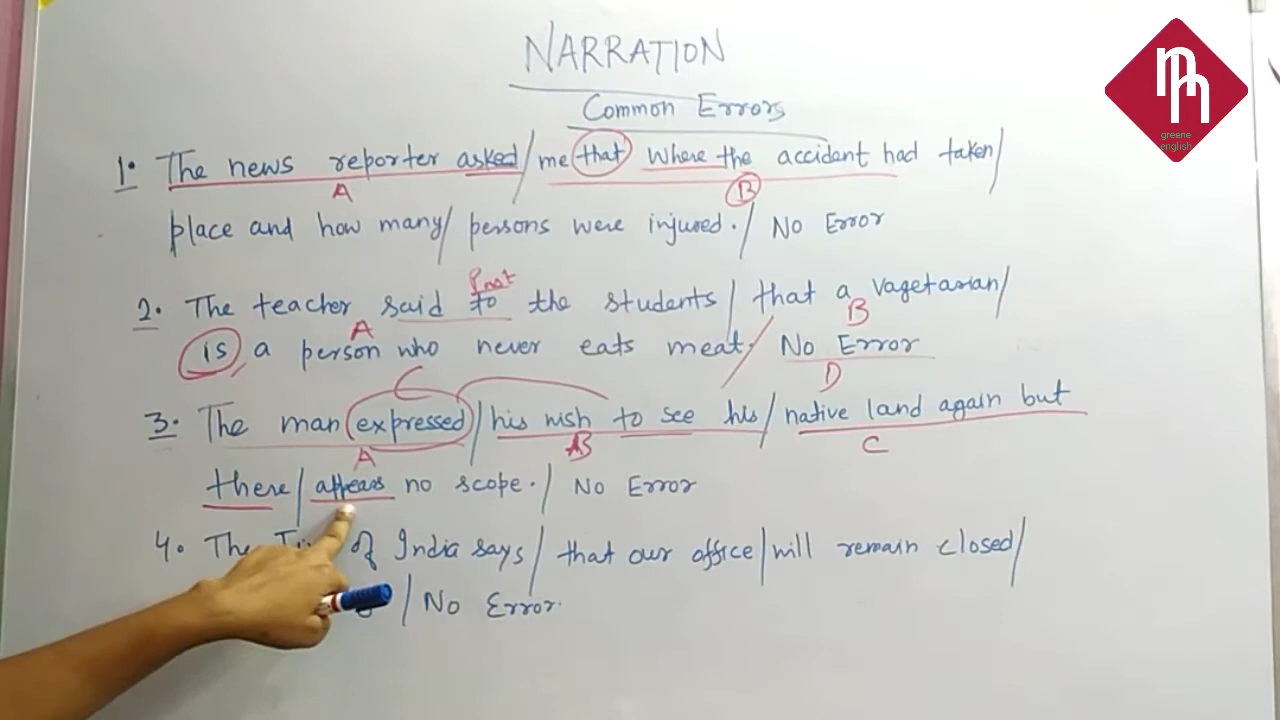 NARRATION
Common Errors
greene
english
1. The news reporter asked/ me that where the accident had taken/
A B
place and how many/ persons were injured./ No Error
Past
2. The teacher said to the students/ that a vagetarian/
A B
is a person who never eats meat/ No Error
C D
3. The man expressed/ his wish to see his/ native land again but
A B C
there/ appears no scope./ No Error
4. The of India says/ that our office/ will remain closed/
/ No Error.